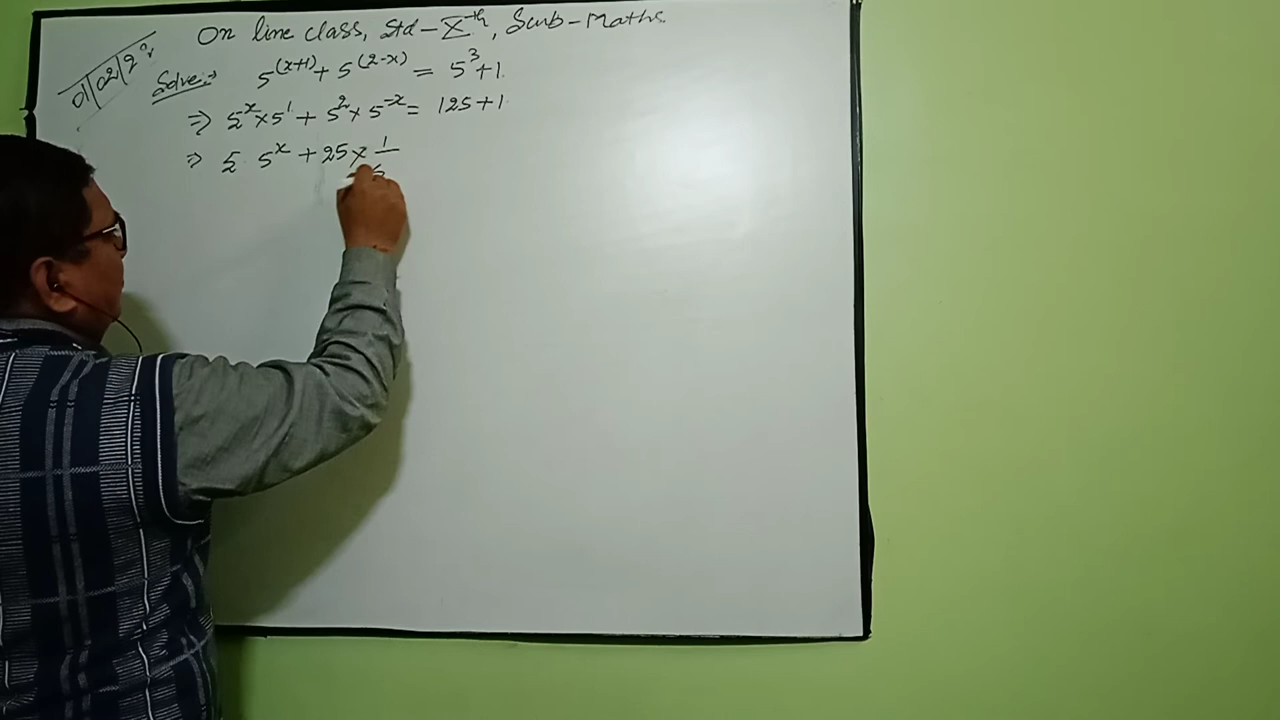 On line class, Std - X^th, Sub - Maths.
01/02/2
Solve:- 5^(x+1) + 5^(2-x) = 5^3 + 1.
⇒ 5^x × 5^1 + 5^2 × 5^-x = 125 + 1
⇒ 5 · 5^x + 25 × 1/